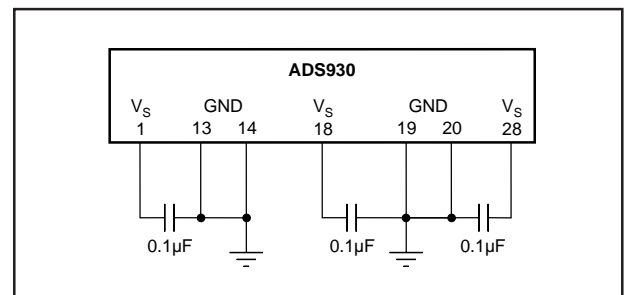 ADS930
V_S GND V_S GND V_S
1 13 14 18 19 20 28
0.1µF 0.1µF 0.1µF